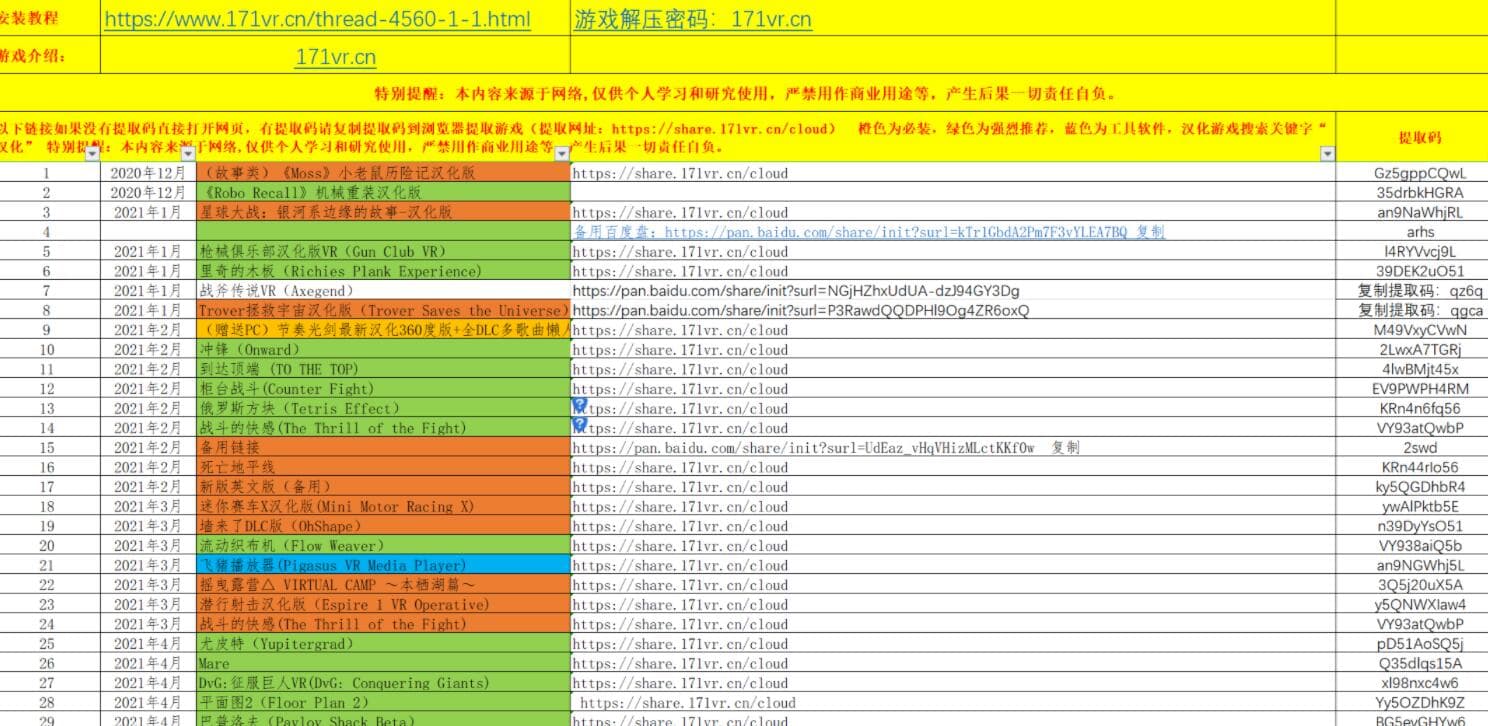 安装教程 https://www.171vr.cn/thread-4560-1-1.html 游戏解压密码：171vr.cn
游戏介绍： 171vr.cn
特别提醒：本内容来源于网络,仅供个人学习和研究使用，严禁用作商业用途等，产生后果一切责任自负。
以下链接如果没有提取码直接打开网页，有提取码请复制提取码到浏览器提取游戏（提取网址：https://share.171vr.cn/cloud） 橙色为必装，绿色为强烈推荐，蓝色为工具软件，汉化游戏搜索关键字“
汉化” 特别提醒：本内容来源于网络,仅供个人学习和研究使用，严禁用作商业用途等 产生后果一切责任自负。
提取码
1 2020年12月 （故事类）《Moss》小老鼠历险记汉化版 https://share.171vr.cn/cloud Gz5gppCQwL
2 2020年12月 《Robo Recall》机械重装汉化版 35drbkHGRA
3 2021年1月 星球大战：银河系边缘的故事-汉化版 https://share.171vr.cn/cloud an9NaWhjRL
4 备用百度盘：https://pan.baidu.com/share/init?surl=kTr1GbdA2Pm7F3vYLEA7BQ 复制 arhs
5 2021年1月 枪械俱乐部汉化版VR（Gun Club VR） https://share.171vr.cn/cloud l4RYVvcj9L
6 2021年1月 里奇的木板（Richies Plank Experience） https://share.171vr.cn/cloud 39DEK2uO51
7 2021年1月 战斧传说VR（Axegend） https://pan.baidu.com/share/init?surl=NGjHZhxUdUA-dzJ94GY3Dg 复制提取码：qz6q
8 2021年1月 Trover拯救宇宙汉化版（Trover Saves the Universe) https://pan.baidu.com/share/init?surl=P3RawdQQDPHl9Og4ZR6oxQ 复制提取码：qgca
9 2021年2月 （赠送PC）节奏光剑最新汉化360度版+全DLC多歌曲懒 https://share.171vr.cn/cloud M49VxyCVwN
10 2021年2月 冲锋（Onward） https://share.171vr.cn/cloud 2LwxA7TGRj
11 2021年2月 到达顶端（TO THE TOP) https://share.171vr.cn/cloud 4lwBMjt45x
12 2021年2月 柜台战斗(Counter Fight) https://share.171vr.cn/cloud EV9PWPH4RM
13 2021年2月 俄罗斯方块（Tetris Effect） https://share.171vr.cn/cloud KRn4n6fq56
14 2021年2月 战斗的快感(The Thrill of the Fight) https://share.171vr.cn/cloud VY93atQwbP
15 2021年2月 备用链接 https://pan.baidu.com/share/init?surl=UdEaz_vHqVHizMLctKKf0w 复制 2swd
16 2021年2月 死亡地平线 https://share.171vr.cn/cloud KRn44rIo56
17 2021年2月 新版英文版（备用） https://share.171vr.cn/cloud ky5QGDhbR4
18 2021年3月 迷你赛车X汉化版(Mini Motor Racing X) https://share.171vr.cn/cloud ywAlPktb5E
19 2021年3月 墙来了DLC版（OhShape） https://share.171vr.cn/cloud n39DyYsO51
20 2021年3月 流动织布机（Flow Weaver） https://share.171vr.cn/cloud VY938aiQ5b
21 2021年3月 飞猪播放器(Pigasus VR Media Player) https://share.171vr.cn/cloud an9NGWhj5L
22 2021年3月 摇曳露营△ VIRTUAL CAMP ～本栖湖篇～ https://share.171vr.cn/cloud 3Q5j20uX5A
23 2021年3月 潜行射击汉化版（Espire 1 VR Operative) https://share.171vr.cn/cloud y5QNWXlaw4
24 2021年3月 战斗的快感(The Thrill of the Fight) https://share.171vr.cn/cloud VY93atQwbP
25 2021年4月 尤皮特（Yupitergrad） https://share.171vr.cn/cloud pD51AoSQ5j
26 2021年4月 Mare https://share.171vr.cn/cloud Q35dlqs15A
27 2021年4月 DvG:征服巨人VR(DvG: Conquering Giants) https://share.171vr.cn/cloud xl98nxc4w6
28 2021年4月 平面图2（Floor Plan 2） https://share.171vr.cn/cloud Yy5OZDhK9Z
29 2021年4月 巴普洛夫（Pavlov Shack Beta） https://share.171vr.cn/cloud BG5evGHYw6